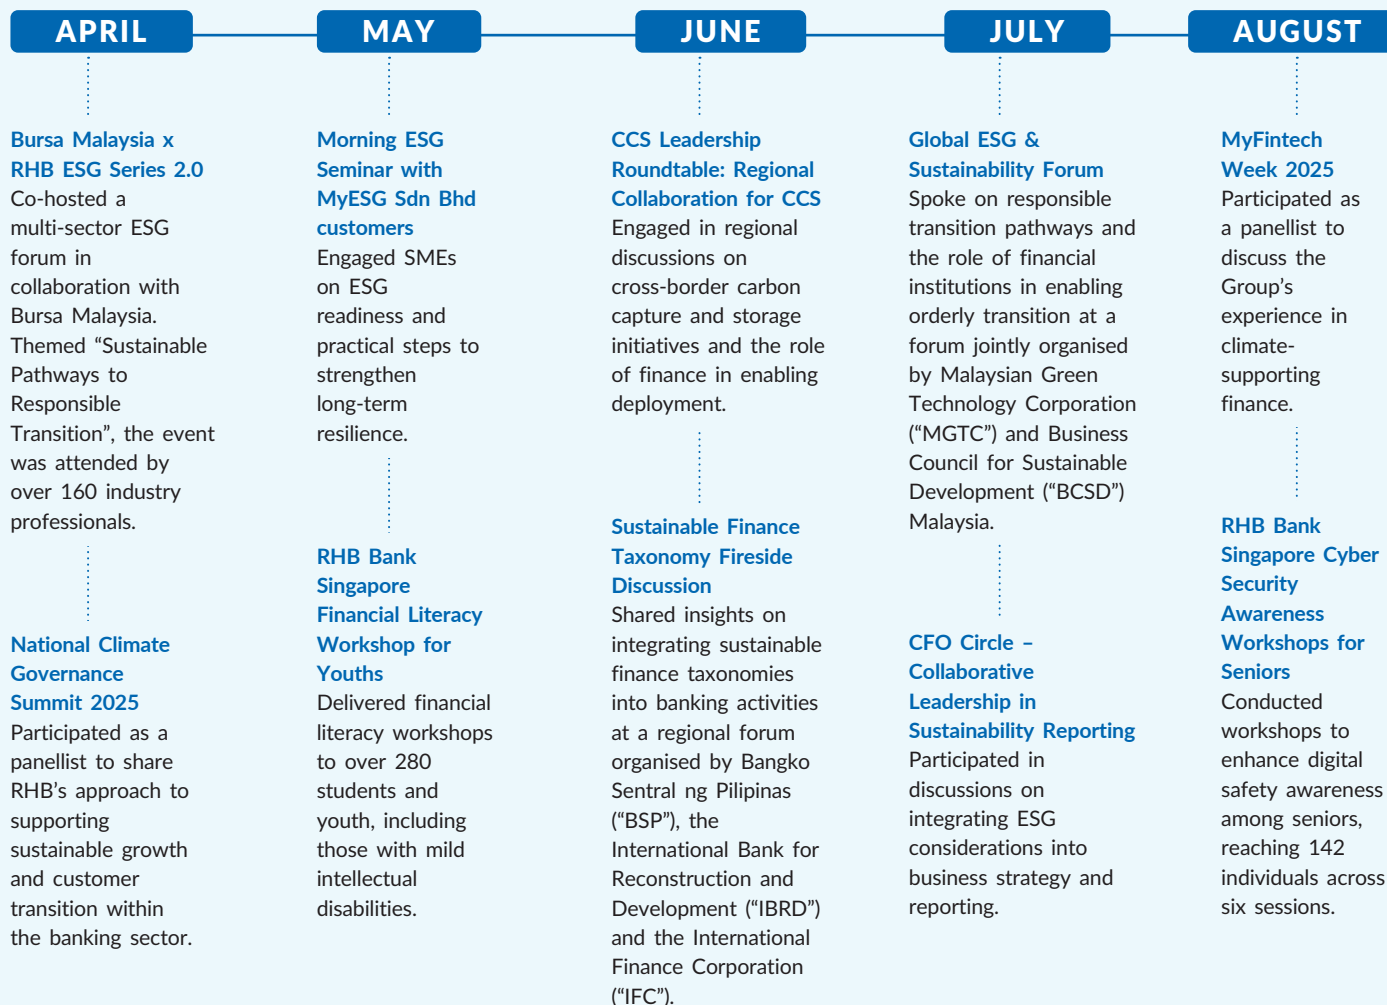 APRIL
Bursa Malaysia x
RHB ESG Series 2.0
Co-hosted a
multi-sector ESG
forum in
collaboration with
Bursa Malaysia.
Themed “Sustainable
Pathways to
Responsible
Transition”, the event
was attended by
over 160 industry
professionals.
National Climate
Governance
Summit 2025
Participated as a
panellist to share
RHB’s approach to
supporting
sustainable growth
and customer
transition within
the banking sector.
MAY
Morning ESG
Seminar with
MyESG Sdn Bhd
customers
Engaged SMEs
on ESG
readiness and
practical steps to
strengthen
long-term
resilience.
RHB Bank
Singapore
Financial Literacy
Workshop for
Youths
Delivered financial
literacy workshops
to over 280
students and
youth, including
those with mild
intellectual
disabilities.
JUNE
CCS Leadership
Roundtable: Regional
Collaboration for CCS
Engaged in regional
discussions on
cross-border carbon
capture and storage
initiatives and the role
of finance in enabling
deployment.
Sustainable Finance
Taxonomy Fireside
Discussion
Shared insights on
integrating sustainable
finance taxonomies
into banking activities
at a regional forum
organised by Bangko
Sentral ng Pilipinas
(“BSP”), the
International Bank for
Reconstruction and
Development (“IBRD”)
and the International
Finance Corporation
(“IFC”).
JULY
Global ESG &
Sustainability Forum
Spoke on responsible
transition pathways and
the role of financial
institutions in enabling
orderly transition at a
forum jointly organised
by Malaysian Green
Technology Corporation
(“MGTC”) and Business
Council for Sustainable
Development (“BCSD”)
Malaysia.
CFO Circle –
Collaborative
Leadership in
Sustainability Reporting
Participated in
discussions on
integrating ESG
considerations into
business strategy and
reporting.
AUGUST
MyFintech
Week 2025
Participated as
a panellist to
discuss the
Group’s
experience in
climate-
supporting
finance.
RHB Bank
Singapore Cyber
Security
Awareness
Workshops for
Seniors
Conducted
workshops to
enhance digital
safety awareness
among seniors,
reaching 142
individuals across
six sessions.